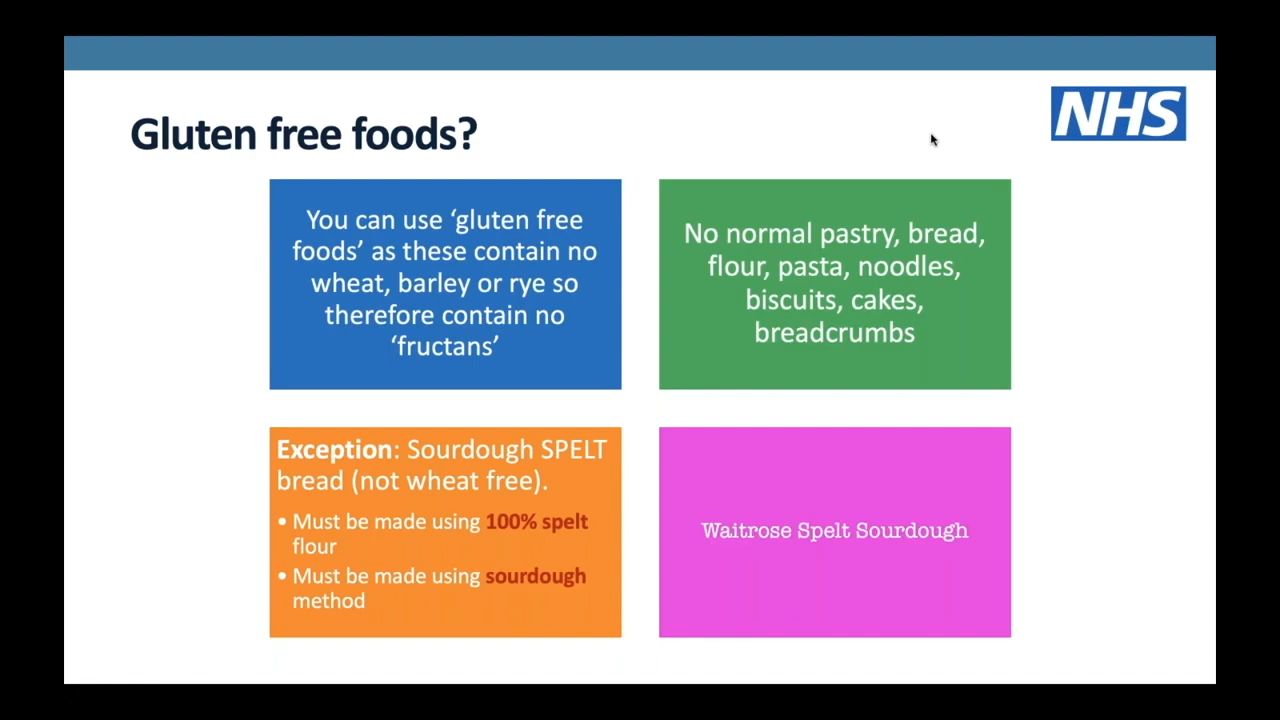 NHS
Gluten free foods?
You can use ‘gluten free
foods’ as these contain no
wheat, barley or rye so
therefore contain no
‘fructans’
No normal pastry, bread,
flour, pasta, noodles,
biscuits, cakes,
breadcrumbs
Exception: Sourdough SPELT
bread (not wheat free).
• Must be made using 100% spelt
flour
• Must be made using sourdough
method
Waitrose Spelt Sourdough